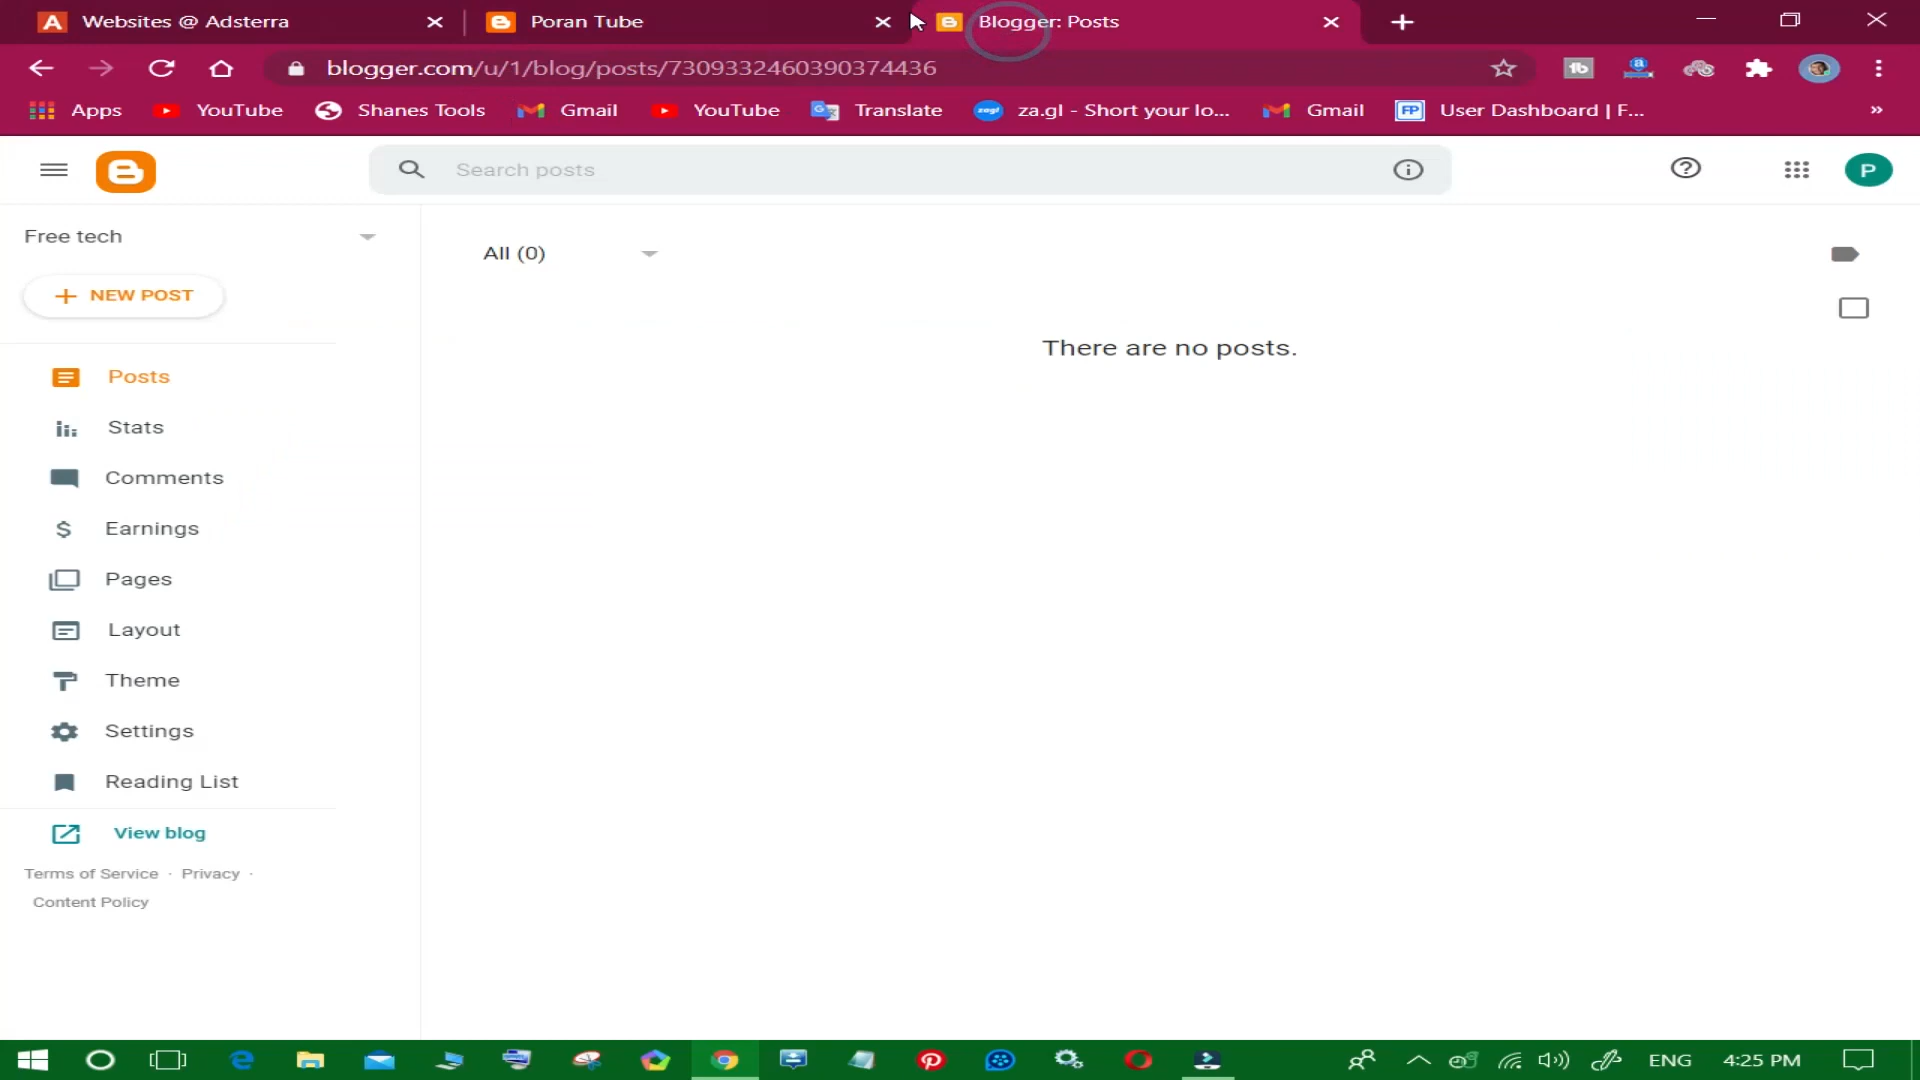 Websites @ Adsterra
Poran Tube
Blogger: Posts
blogger.com/u/1/blog/posts/7309332460390374436
Apps
YouTube
Shanes Tools
Gmail
YouTube
Translate
za.gl - Short your lo...
Gmail
FP
User Dashboard | F...
Search posts
P
Free tech
All (0)
NEW POST
There are no posts.
Posts
Stats
Comments
Earnings
Pages
Layout
Theme
Settings
Reading List
View blog
Terms of Service · Privacy ·
Content Policy
ENG
4:25 PM